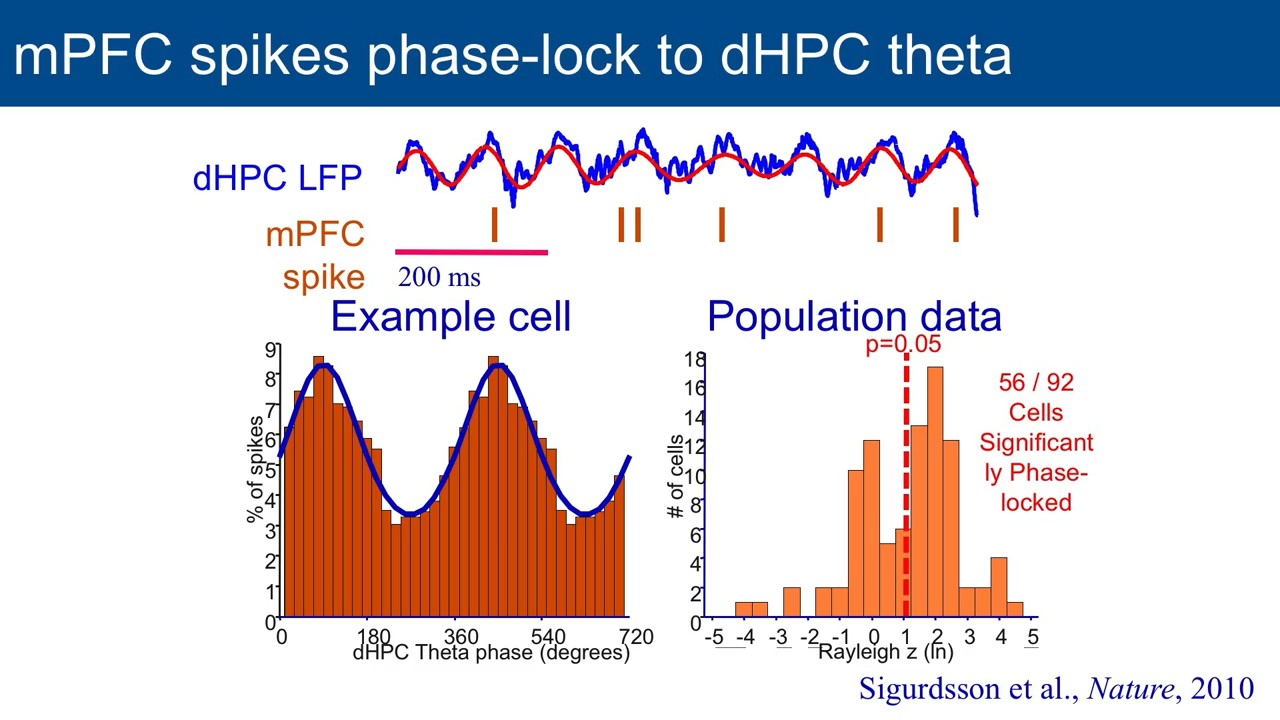 mPFC spikes phase-lock to dHPC theta
dHPC LFP
mPFC
spike
200 ms
Example cell
Population data
p=0.05
56 / 92
Cells
Significant
ly Phase-
locked
% of spikes
9
8
7
6
5
4
3
2
1
0
0 180 360 540 720
dHPC Theta phase (degrees)
# of cells
18
16
14
12
10
8
6
4
2
0
-5 -4 -3 -2 -1 0 1 2 3 4 5
Rayleigh z (ln)
Sigurdsson et al., Nature, 2010